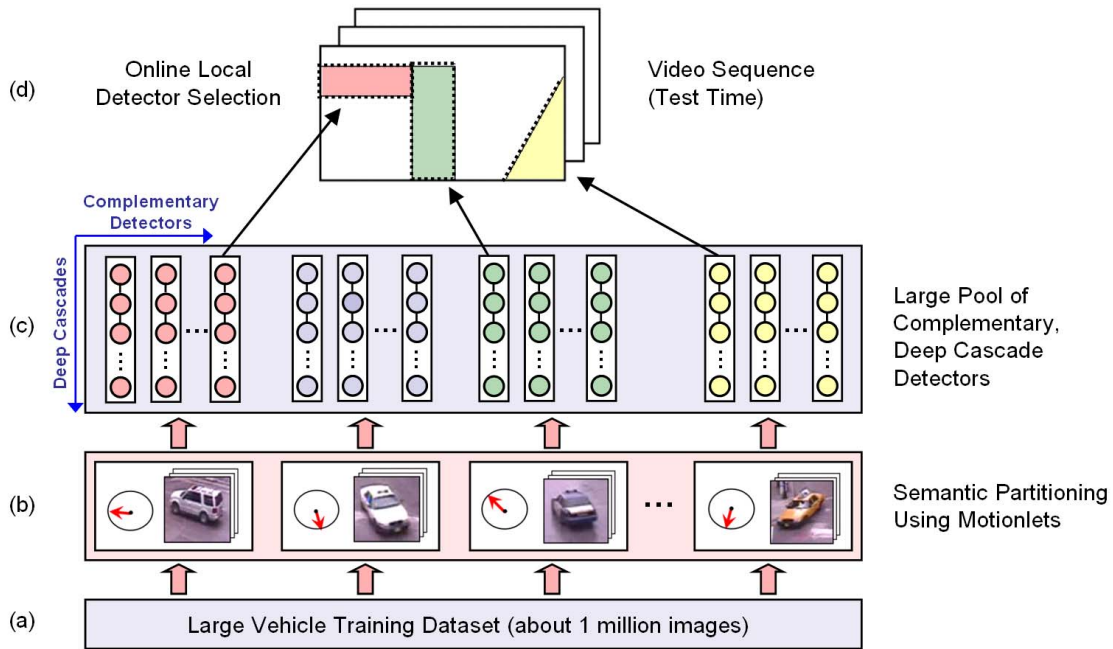 (d)
Online Local
Detector Selection
Video Sequence
(Test Time)
Complementary
Detectors
Deep Cascades
(c)
...
...
...
...
Large Pool of
Complementary,
Deep Cascade
Detectors
(b)
...
Semantic Partitioning
Using Motionlets
(a)
Large Vehicle Training Dataset (about 1 million images)